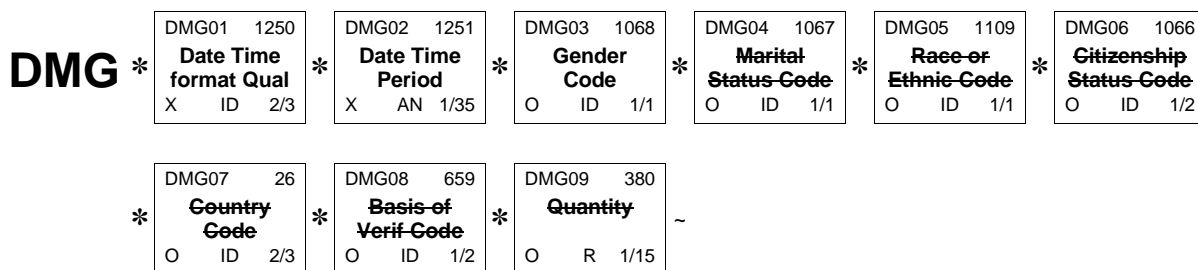 DMG * DMG01 1250 Date Time format Qual X ID 2/3 * DMG02 1251 Date Time Period X AN 1/35 * DMG03 1068 Gender Code O ID 1/1 * DMG04 1067 Marital Status Code O ID 1/1 * DMG05 1109 Race or Ethnic Code O ID 1/1 * DMG06 1066 Citizenship Status Code O ID 1/2
* DMG07 26 Country Code O ID 2/3 * DMG08 659 Basis of Verif Code O ID 1/2 * DMG09 380 Quantity O R 1/15 ~